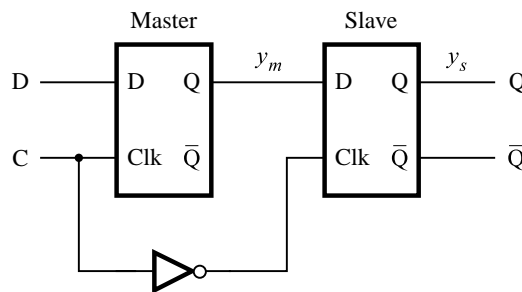 Master Slave
D D Q y_m D Q y_s Q
C Clk Q̅ Clk Q̅ Q̅